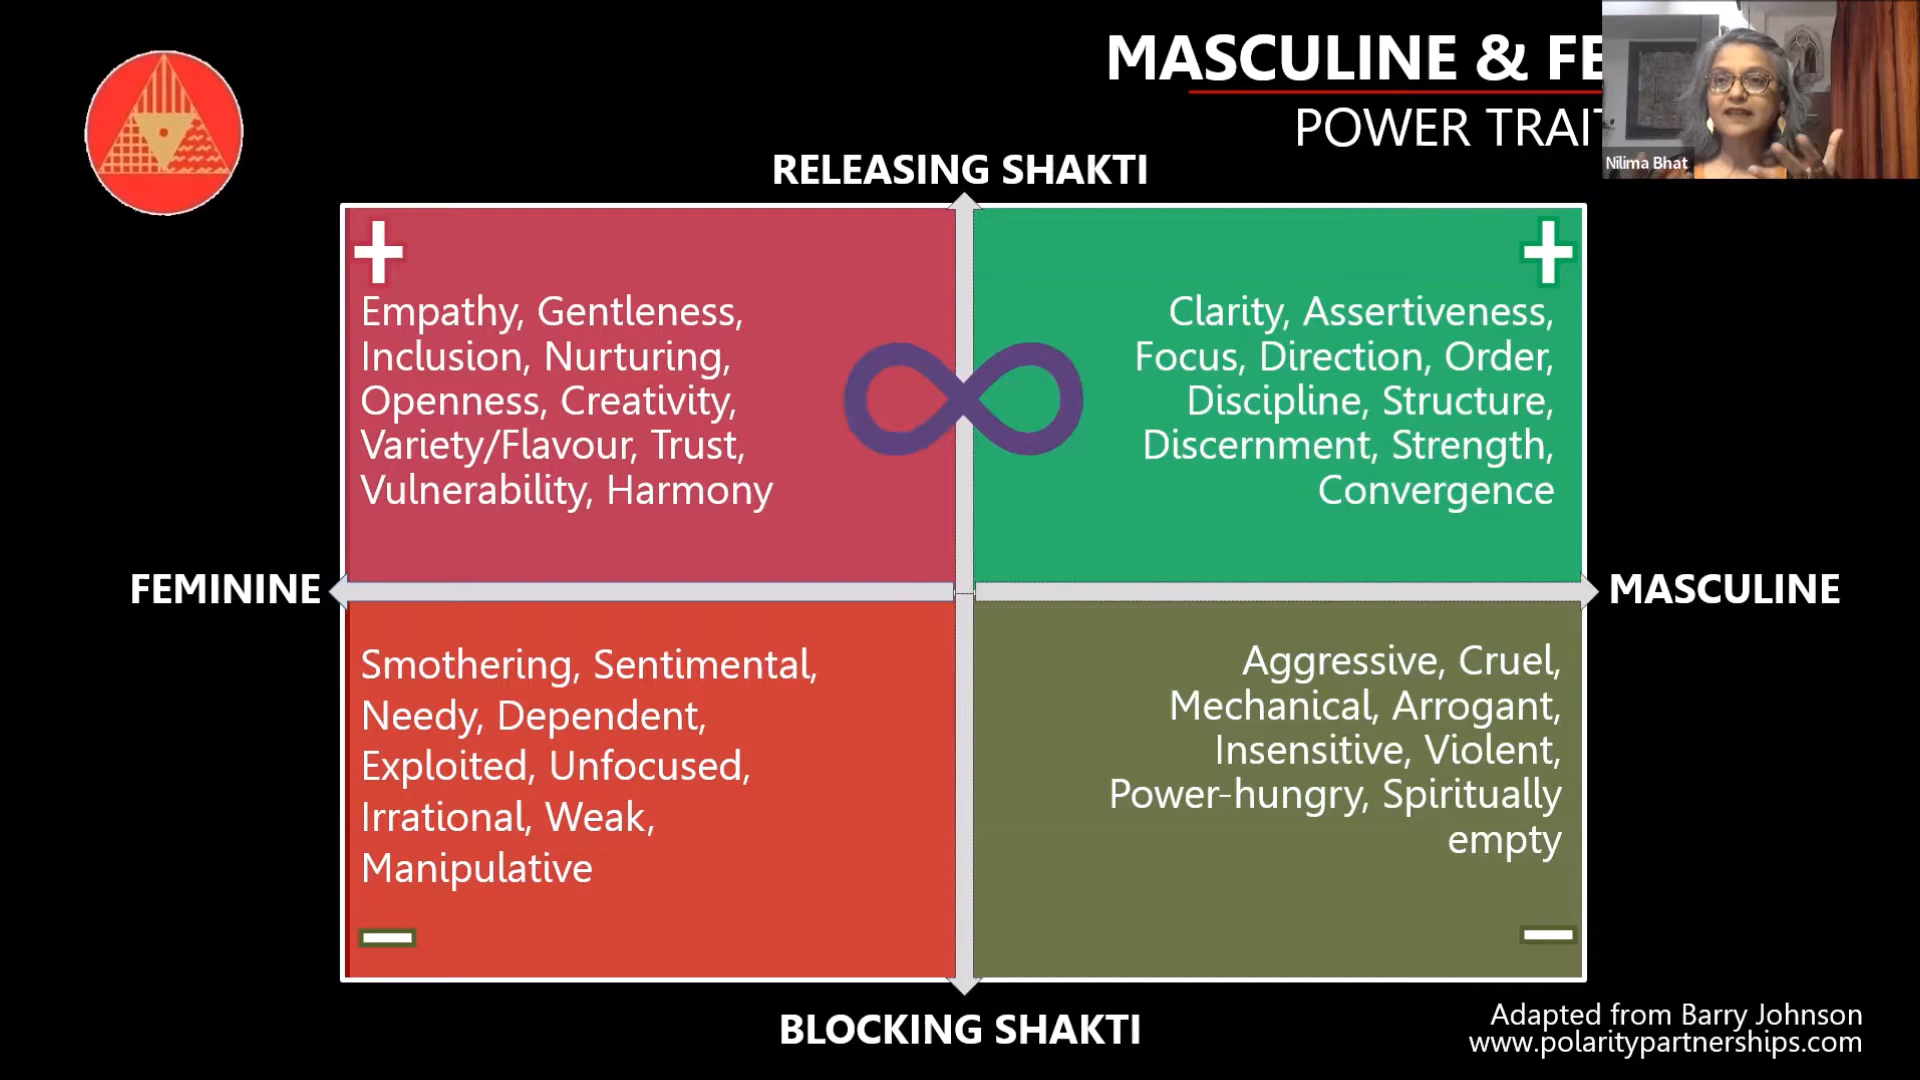 MASCULINE & FE
POWER TRAI
Nilima Bhat
RELEASING SHAKTI
Empathy, Gentleness,
Inclusion, Nurturing,
Openness, Creativity,
Variety/Flavour, Trust,
Vulnerability, Harmony
Clarity, Assertiveness,
Focus, Direction, Order,
Discipline, Structure,
Discernment, Strength,
Convergence
FEMININE
MASCULINE
Smothering, Sentimental,
Needy, Dependent,
Exploited, Unfocused,
Irrational, Weak,
Manipulative
Aggressive, Cruel,
Mechanical, Arrogant,
Insensitive, Violent,
Power-hungry, Spiritually
empty
BLOCKING SHAKTI
Adapted from Barry Johnson
www.polaritypartnerships.com